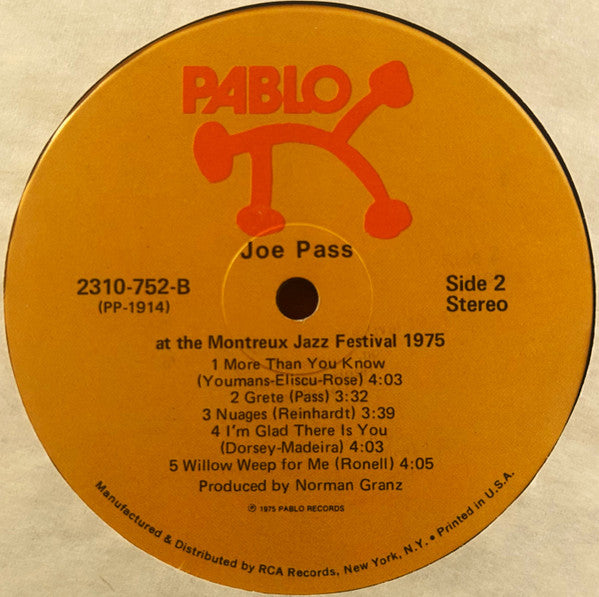 PABLO
Joe Pass
2310-752-B
(PP-1914)
Side 2
Stereo
at the Montreux Jazz Festival 1975
1 More Than You Know
(Youmans-Eliscu-Rose) 4:03
2 Grete (Pass) 3:32
3 Nuages (Reinhardt) 3:39
4 I'm Glad There Is You
(Dorsey-Madeira) 4:03
5 Willow Weep for Me (Ronell) 4:05
Produced by Norman Granz
℗ 1975 PABLO RECORDS
Manufactured & Distributed by RCA Records, New York, N.Y. • Printed in U.S.A.